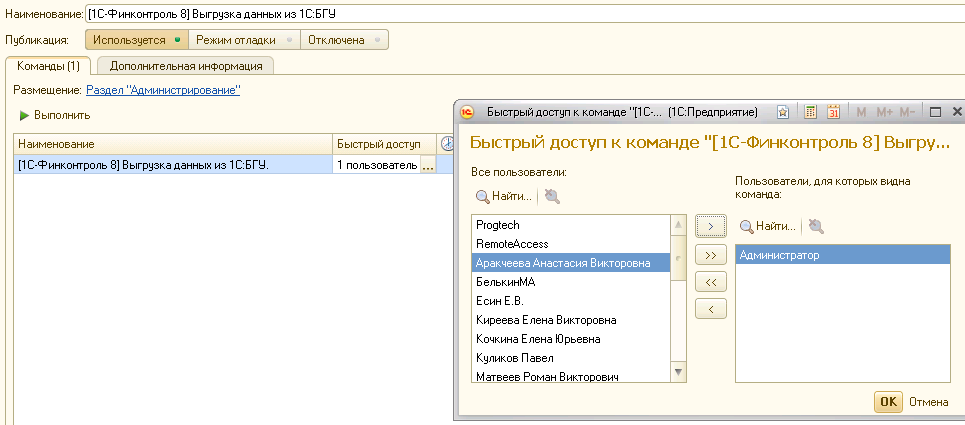 Наименование: [1С-Финконтроль 8] Выгрузка данных из 1С:БГУ
Публикация: Используется Режим отладки Отключена
Команды (1) Дополнительная информация
Размещение: Раздел "Администрирование"
Выполнить
Наименование Быстрый доступ
[1С-Финконтроль 8] Выгрузка данных из 1С:БГУ. 1 пользователь ...
Быстрый доступ к команде "[1С-... (1С:Предприятие) 31 M M+ M-
Быстрый доступ к команде "[1С-Финконтроль 8] Выгру...
Все пользователи:
Найти...
Progtech
RemoteAccess
Аракчеева Анастасия Викторовна
БелькинМА
Есин Е.В.
Киреева Елена Викторовна
Кочкина Елена Юрьевна
Куликов Павел
Матвеев Роман Викторович
>
>>
<<
<
Пользователи, для которых видна
команда:
Найти...
Администратор
OK Отмена